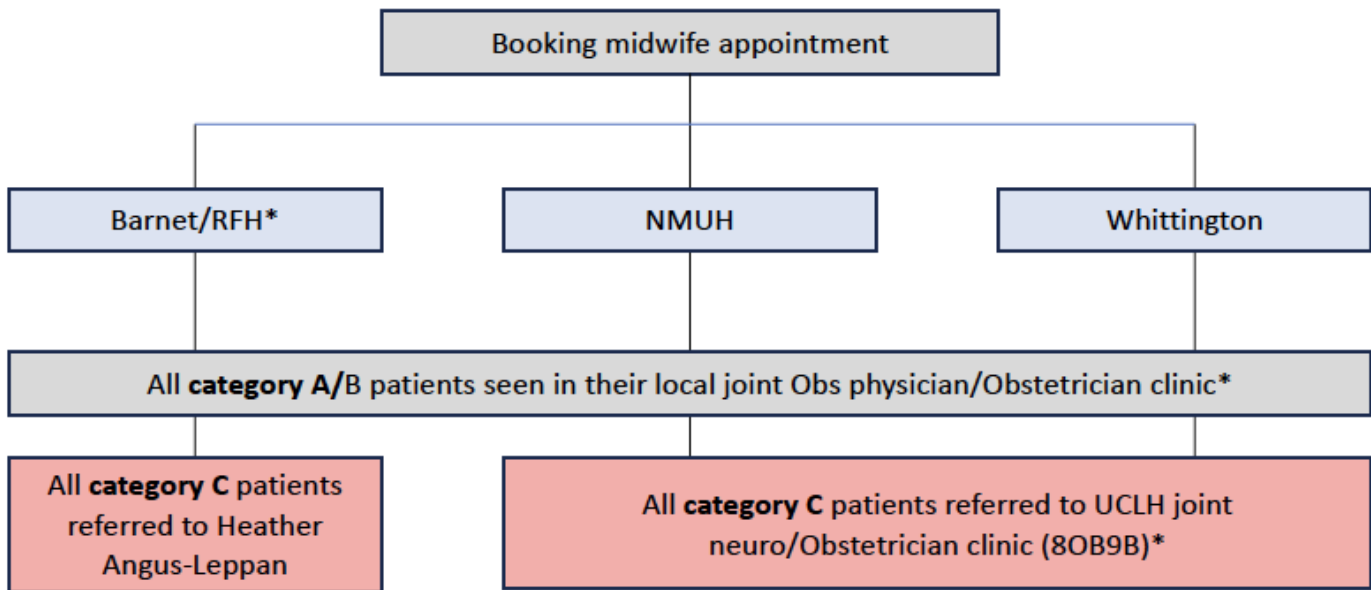 Booking midwife appointment
Barnet/RFH*
NMUH
Whittington
All category A/B patients seen in their local joint Obs physician/Obstetrician clinic*
All category C patients
referred to Heather
Angus-Leppan
All category C patients referred to UCLH joint
neuro/Obstetrician clinic (8OB9B)*